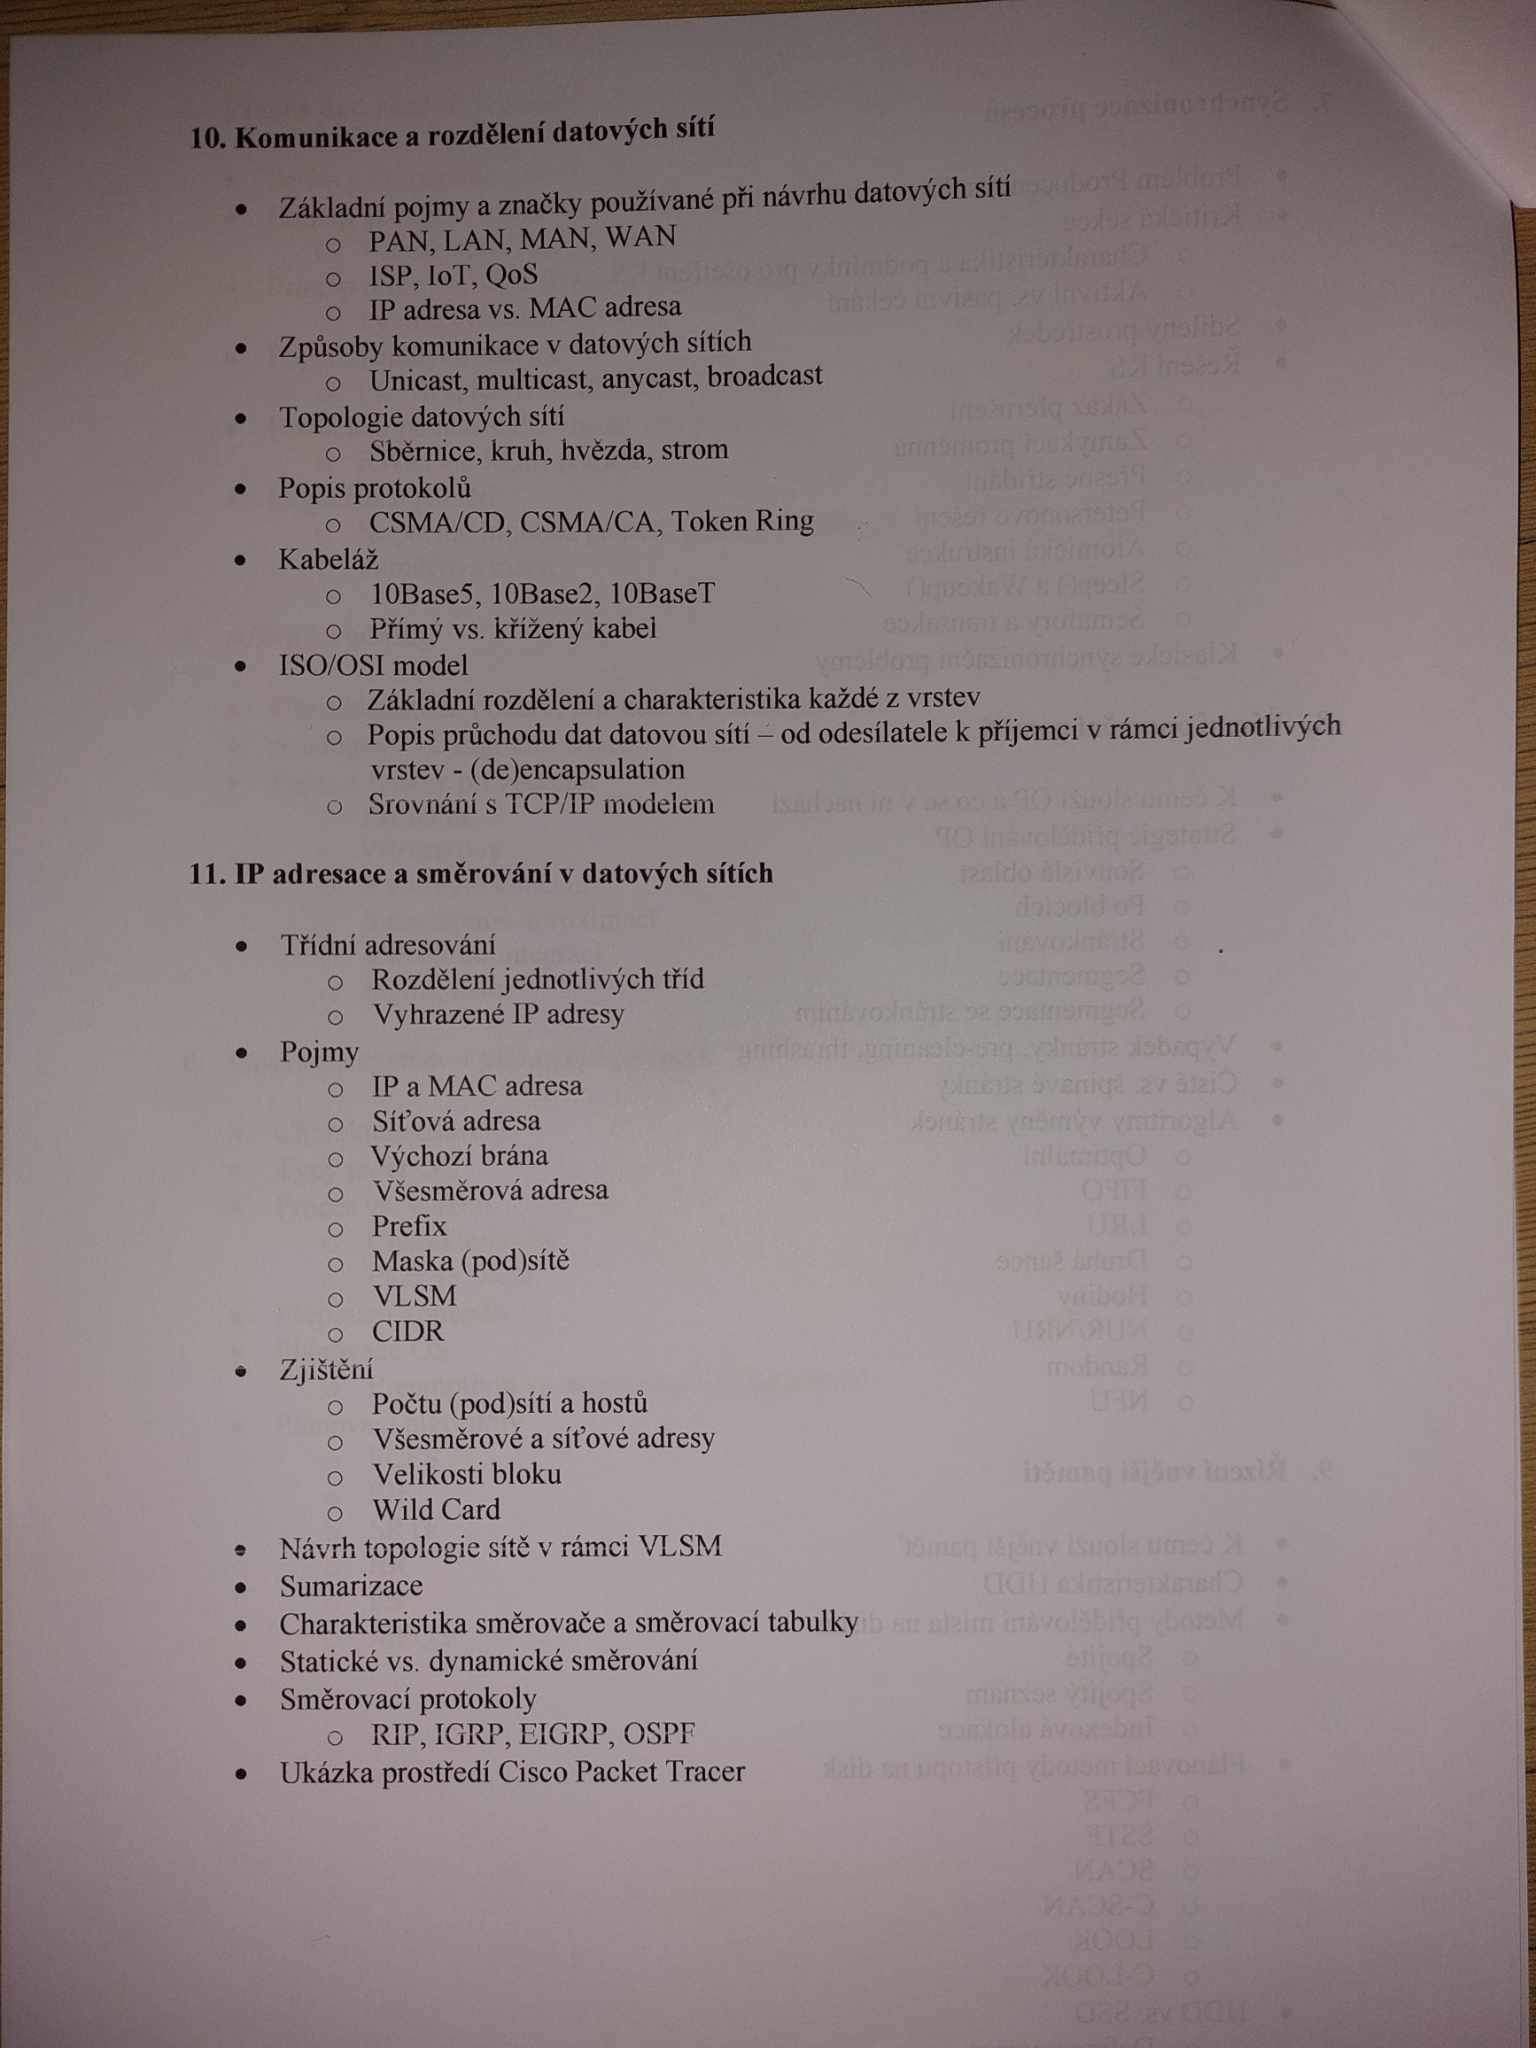 10. Komunikace a rozdělení datových sítí
• Základní pojmy a značky používané při návrhu datových sítí
o PAN, LAN, MAN, WAN
o ISP, IoT, QoS
o IP adresa vs. MAC adresa
• Způsoby komunikace v datových sítích
o Unicast, multicast, anycast, broadcast
• Topologie datových sítí
o Sběrnice, kruh, hvězda, strom
• Popis protokolů
o CSMA/CD, CSMA/CA, Token Ring
• Kabeláž
o 10Base5, 10Base2, 10BaseT
o Přímý vs. křížený kabel
• ISO/OSI model
o Základní rozdělení a charakteristika každé z vrstev
o Popis průchodu dat datovou sítí – od odesílatele k příjemci v rámci jednotlivých
vrstev - (de)encapsulation
o Srovnání s TCP/IP modelem
11. IP adresace a směrování v datových sítích
• Třídní adresování
o Rozdělení jednotlivých tříd
o Vyhrazené IP adresy
• Pojmy
o IP a MAC adresa
o Síťová adresa
o Výchozí brána
o Všesměrová adresa
o Prefix
o Maska (pod)sítě
o VLSM
o CIDR
• Zjištění
o Počtu (pod)sítí a hostů
o Všesměrové a síťové adresy
o Velikosti bloku
o Wild Card
• Návrh topologie sítě v rámci VLSM
• Sumarizace
• Charakteristika směrovače a směrovací tabulky
• Statické vs. dynamické směrování
• Směrovací protokoly
o RIP, IGRP, EIGRP, OSPF
• Ukázka prostředí Cisco Packet Tracer